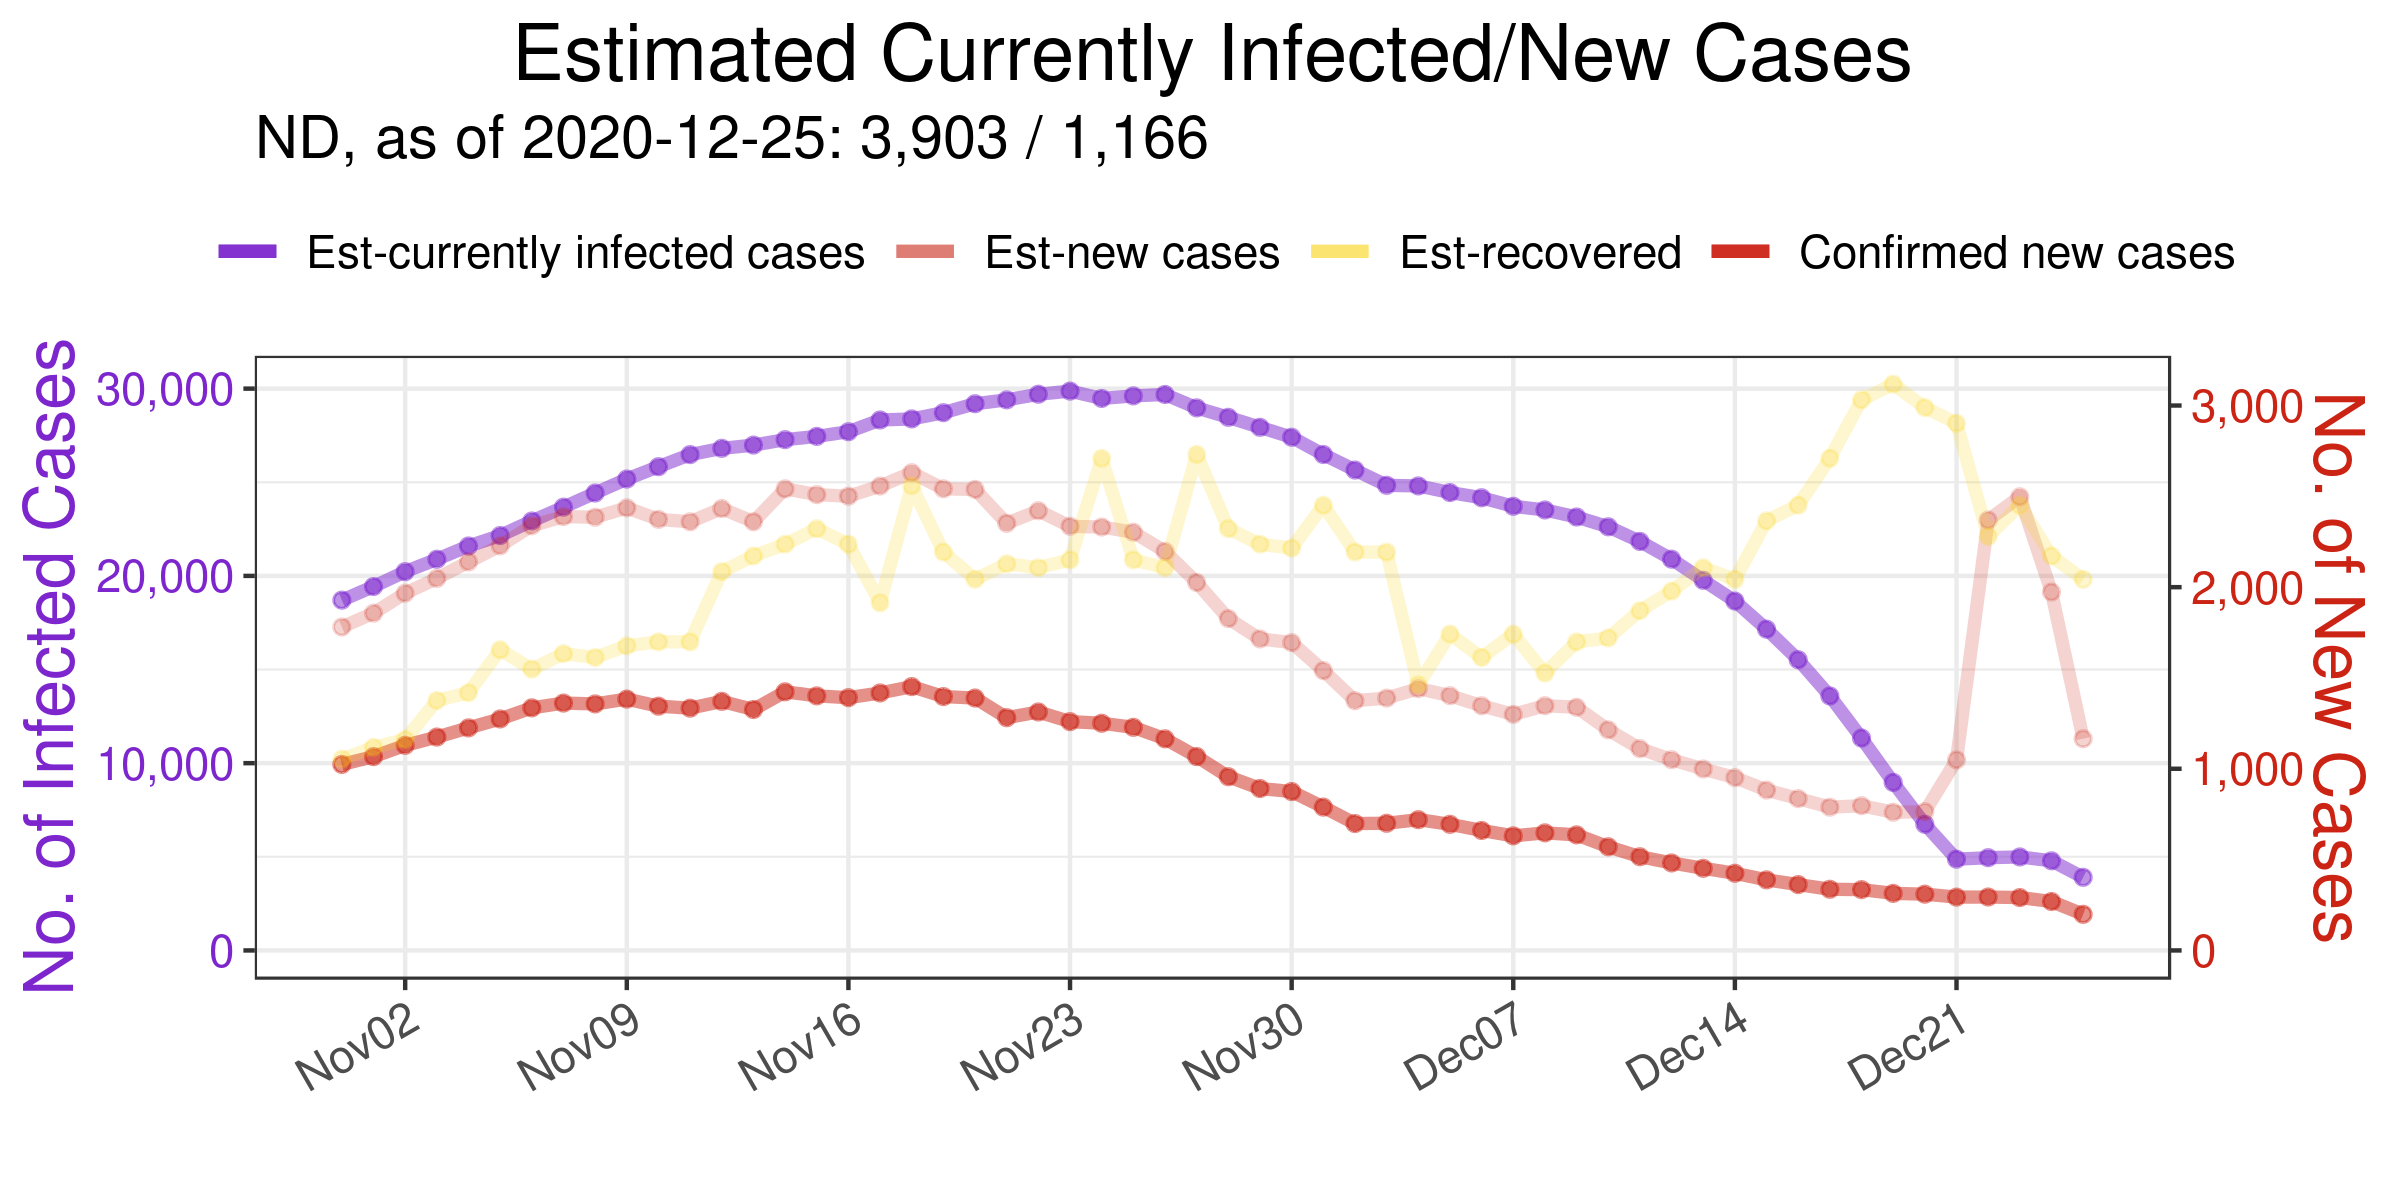 Estimated Currently Infected/New Cases
ND, as of 2020-12-25: 3,903 / 1,166
Est-currently infected cases Est-new cases Est-recovered Confirmed new cases
No. of Infected Cases
30,000
20,000
10,000
0
3,000
2,000
1,000
0
No. of New Cases
Nov02 Nov09 Nov16 Nov23 Nov30 Dec07 Dec14 Dec21